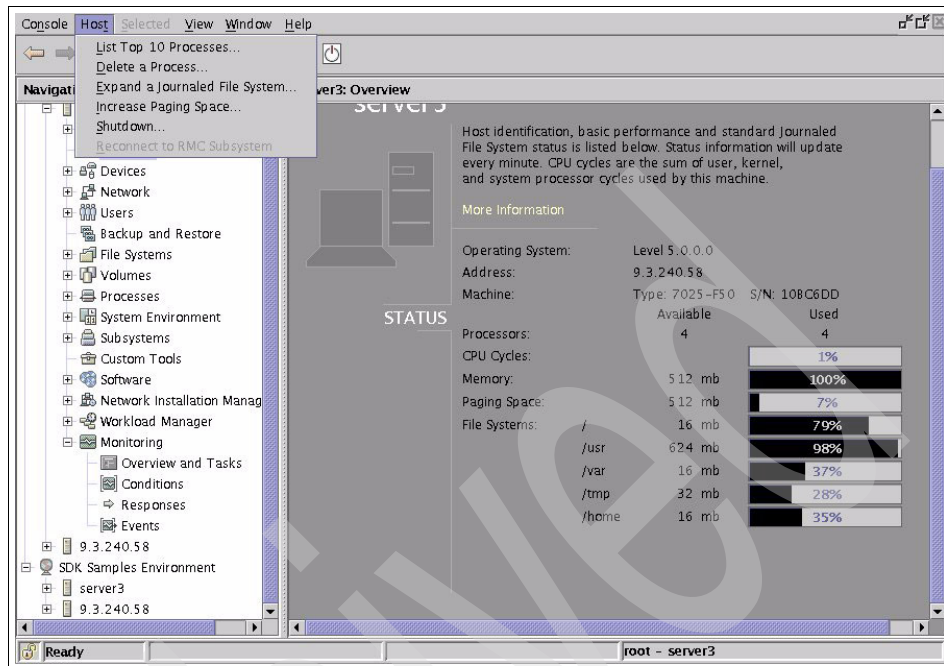 Console Host Selected View Window Help
List Top 10 Processes...
Delete a Process...
Expand a Journaled File System...
Increase Paging Space...
Shutdown...
Reconnect to RMC Subsystem
Navigati
ver3: Overview
server3
Devices
Network
Users
Backup and Restore
File Systems
Volumes
Processes
System Environment
Subsystems
Custom Tools
Software
Network Installation Manag
Workload Manager
Monitoring
Overview and Tasks
Conditions
Responses
Events
9.3.240.58
SDK Samples Environment
server3
9.3.240.58
Host identification, basic performance and standard Journaled
File System status is listed below. Status information will update
every minute. CPU cycles are the sum of user, kernel,
and system processor cycles used by this machine.
More Information
Operating System: Level 5.0.0.0
Address: 9.3.240.58
Machine: Type: 7025-F50 S/N: 10BC6DD
STATUS
Available Used
Processors: 4 4
CPU Cycles: 1%
Memory: 512 mb 100%
Paging Space: 512 mb 7%
File Systems: / 16 mb 79%
/usr 624 mb 98%
/var 16 mb 37%
/tmp 32 mb 28%
/home 16 mb 35%
Ready
root - server3